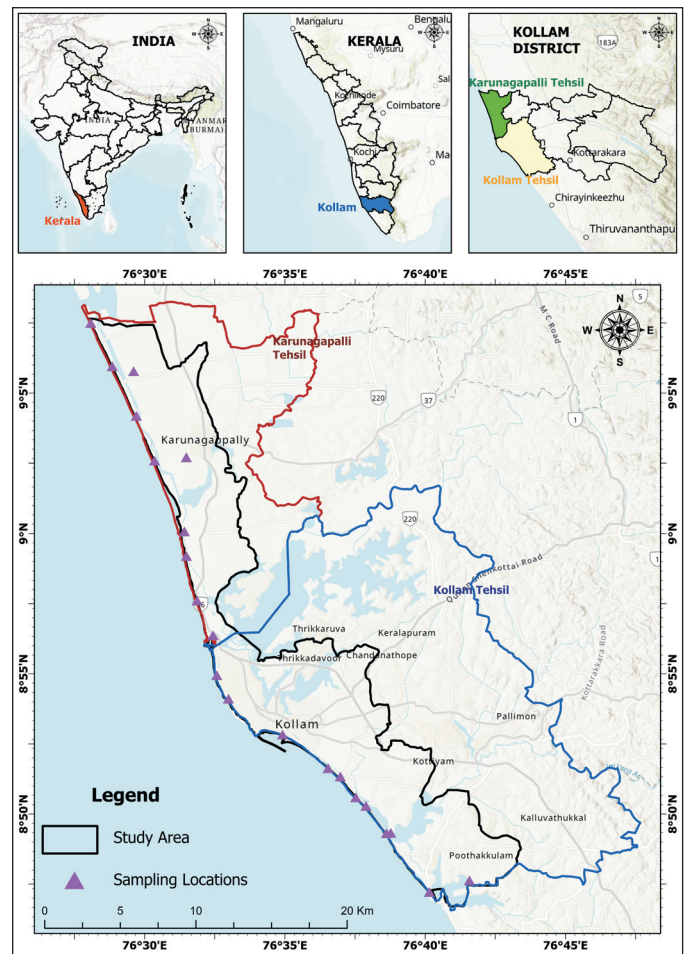 INDIA
N
W
E
S
INDIA
MYANMAR
(BURMA)
Kerala
KERALA
N
W
E
S
Mangaluru
Bengalu
Mysuru
Sal
Kozhikode
Coimbatore
Kochi
Ma
Kollam
KOLLAM
DISTRICT
N
W
E
S
183A
Karunagapalli Tehsil
Kottarakara
Kollam Tehsil
Chirayinkeezhu
Thiruvananthapu
76°30'E
76°35'E
76°40'E
76°45'E
N
W
E
S
5
M C Road
Karunagapalli
Tehsil
9°5'N
9°5'N
220
37
1
Karunagappally
9°N
9°N
220
1
Kollam Tehsil
66
Thrikkaruva
Keralapuram
Thrikkadavoor
Chandanathope
Kottarakkara Road
8°55'N
8°55'N
Kollam
Pallimon
Kottiyam
Legend
8°50'N
8°50'N
Study Area
Kalluvathukkal
Poothakkulam
Sampling Locations
0
5
10
20 Km
76°30'E
76°35'E
76°40'E
76°45'E